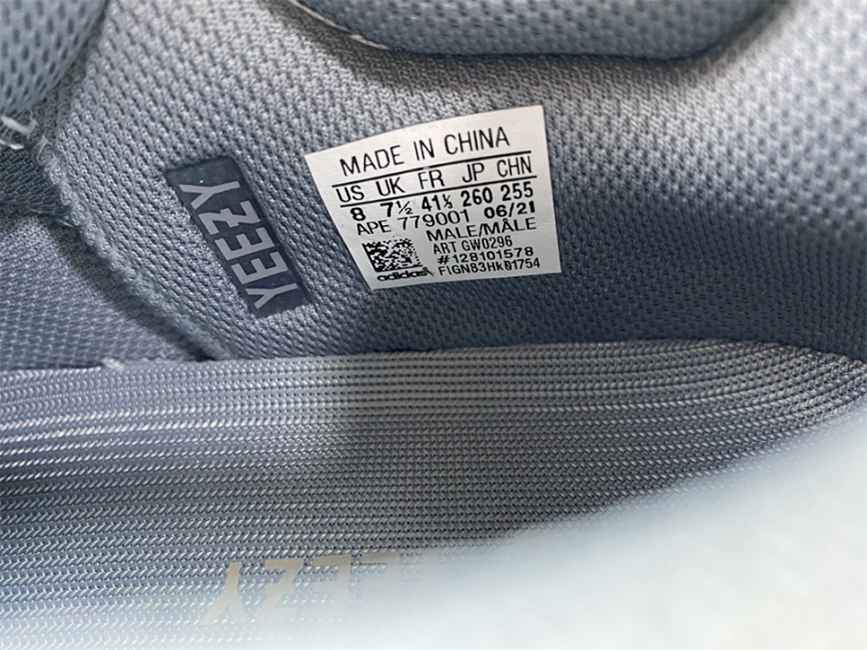 YEEZY
MADE IN CHINA
US UK FR JP CHN
8 7½ 41⅓ 260 255
APE 779001 06/21
MALE/MÂLE
ART GW0296
#128101578
adidas